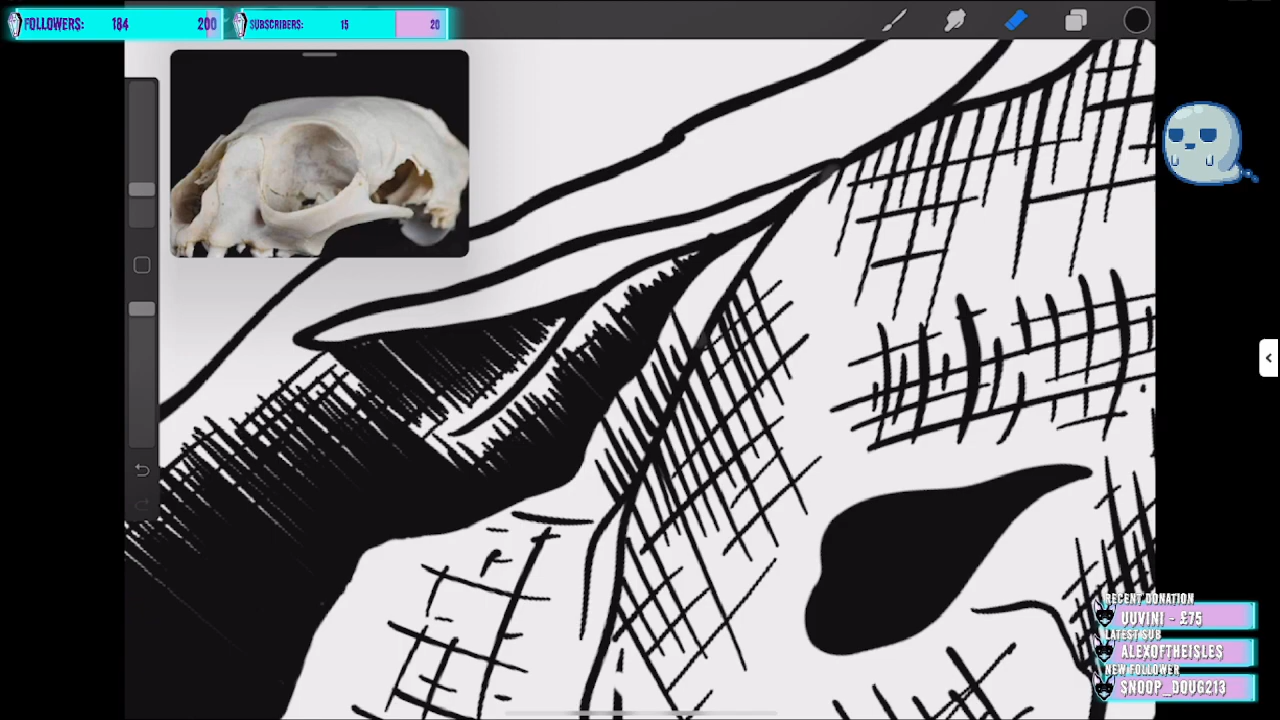 FOLLOWERS: 184 200
SUBSCRIBERS: 15 20
RECENT DONATION
UUVINI - £75
LATEST SUB
ALEXOFTHEISLES
NEW FOLLOWER
SNOOP_DOUG213